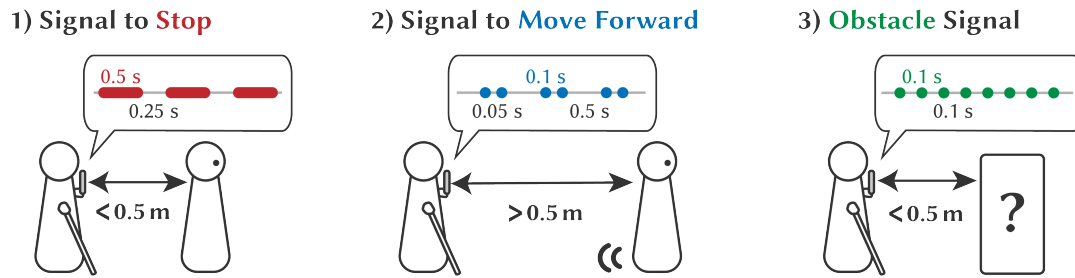 1) Signal to Stop
0.5 s
0.25 s
< 0.5 m
2) Signal to Move Forward
0.1 s
0.05 s 0.5 s
> 0.5 m
3) Obstacle Signal
0.1 s
0.1 s
< 0.5 m
?